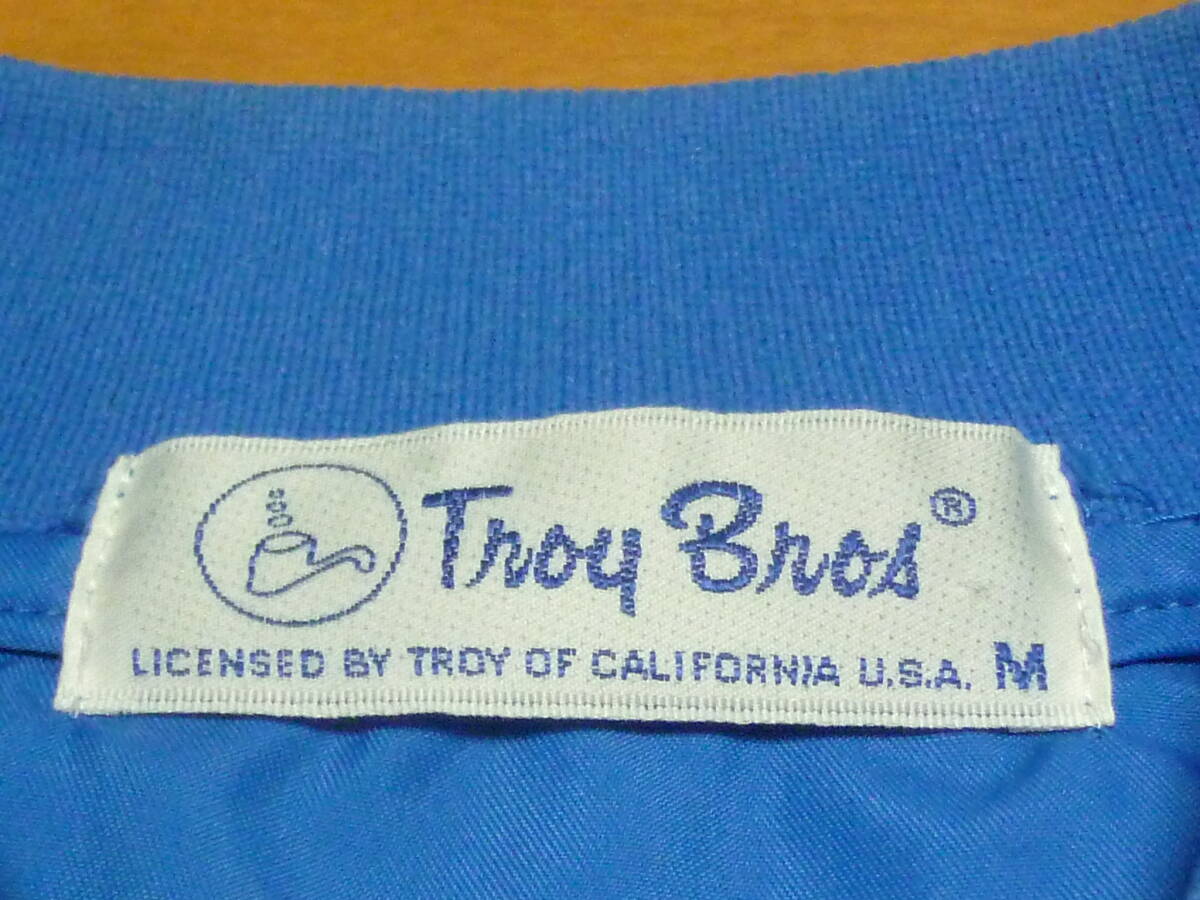 Troy Bros®
LICENSED BY TROY OF CALIFORNIA U.S.A. M